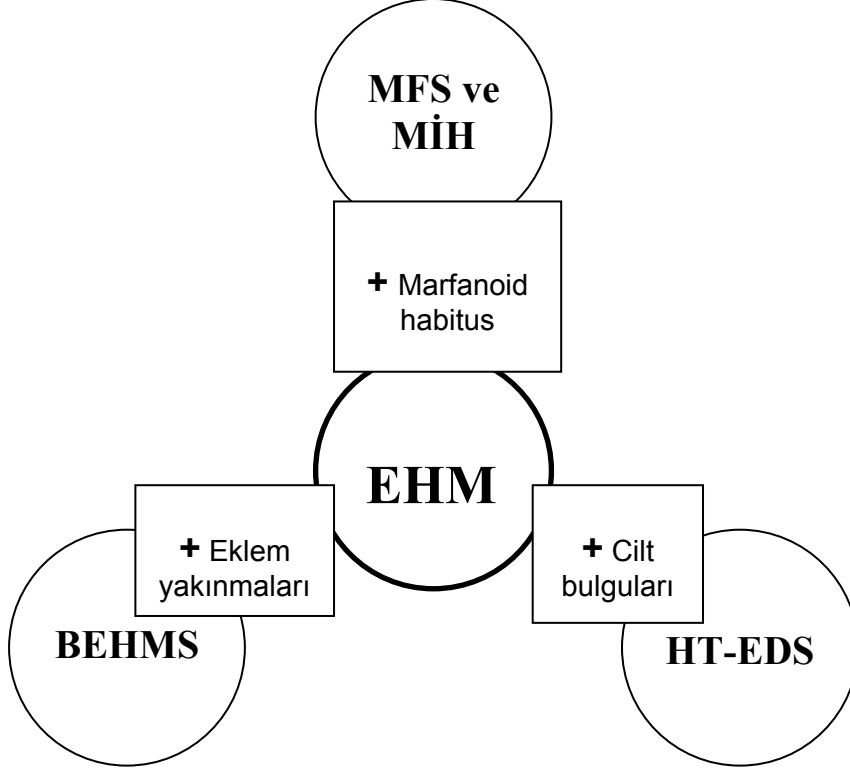 MFS ve
MİH
+ Marfanoid
habitus
EHM
+ Eklem
yakınmaları
+ Cilt
bulguları
BEHMS
HT-EDS